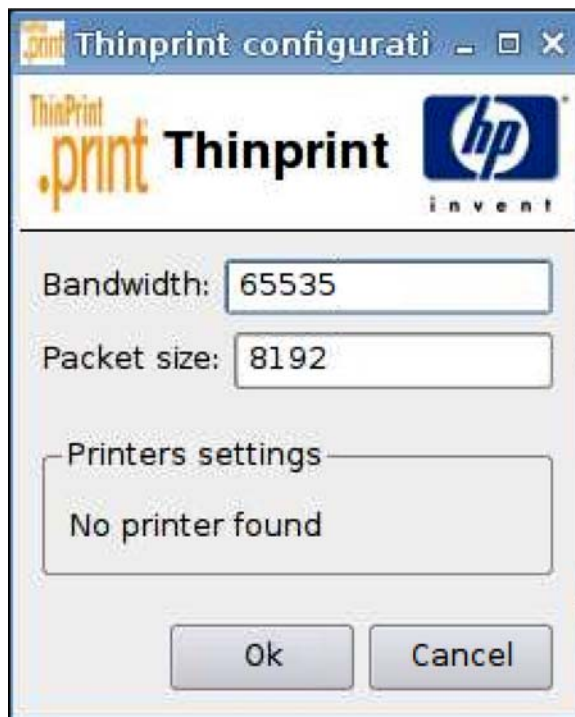 .print Thinprint configurati
ThinPrint
.print Thinprint hp
invent
Bandwidth: 65535
Packet size: 8192
Printers settings
No printer found
Ok Cancel